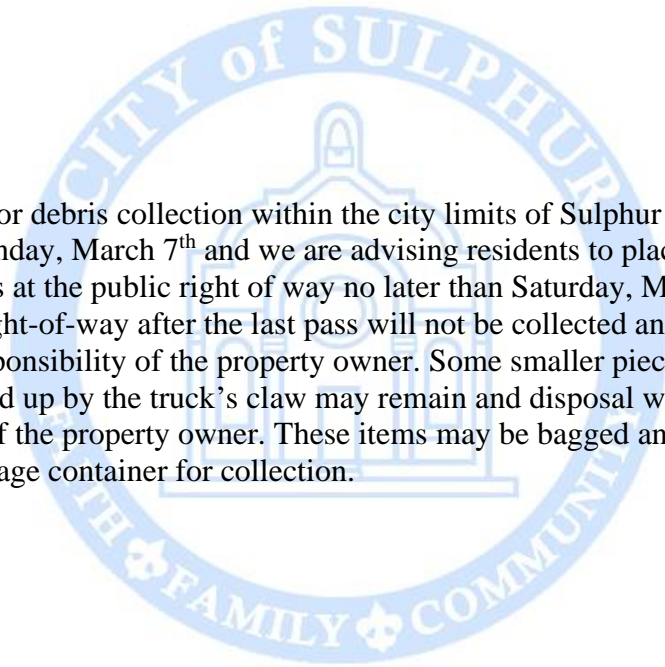 CITY of SULPHUR
or debris collection within the city limits of Sulphur
nday, March 7th and we are advising residents to plac
s at the public right of way no later than Saturday, M
ght-of-way after the last pass will not be collected an
ponsibility of the property owner. Some smaller piec
d up by the truck’s claw may remain and disposal w
f the property owner. These items may be bagged an
age container for collection.
FAITH FAMILY COMMUNITY